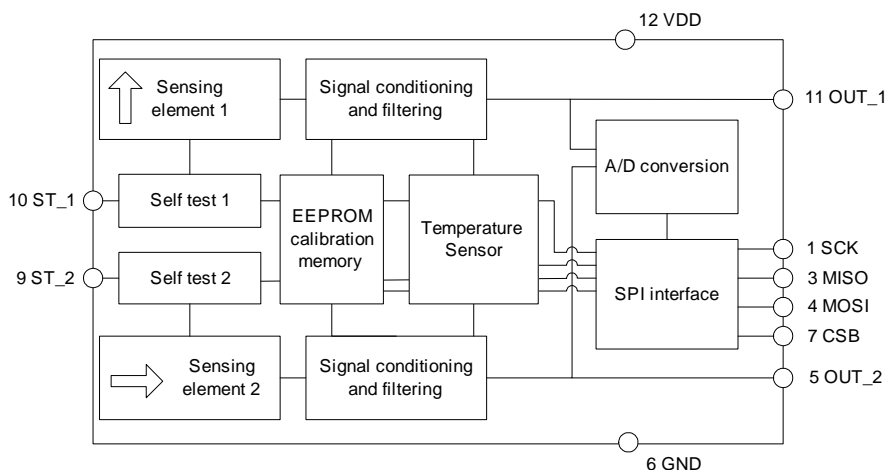 12 VDD
Sensing
element 1
Signal conditioning
and filtering
11 OUT_1
A/D conversion
10 ST_1
Self test 1
EEPROM
calibration
memory
Temperature
Sensor
9 ST_2
Self test 2
SPI interface
1 SCK
3 MISO
4 MOSI
7 CSB
Sensing
element 2
Signal conditioning
and filtering
5 OUT_2
6 GND